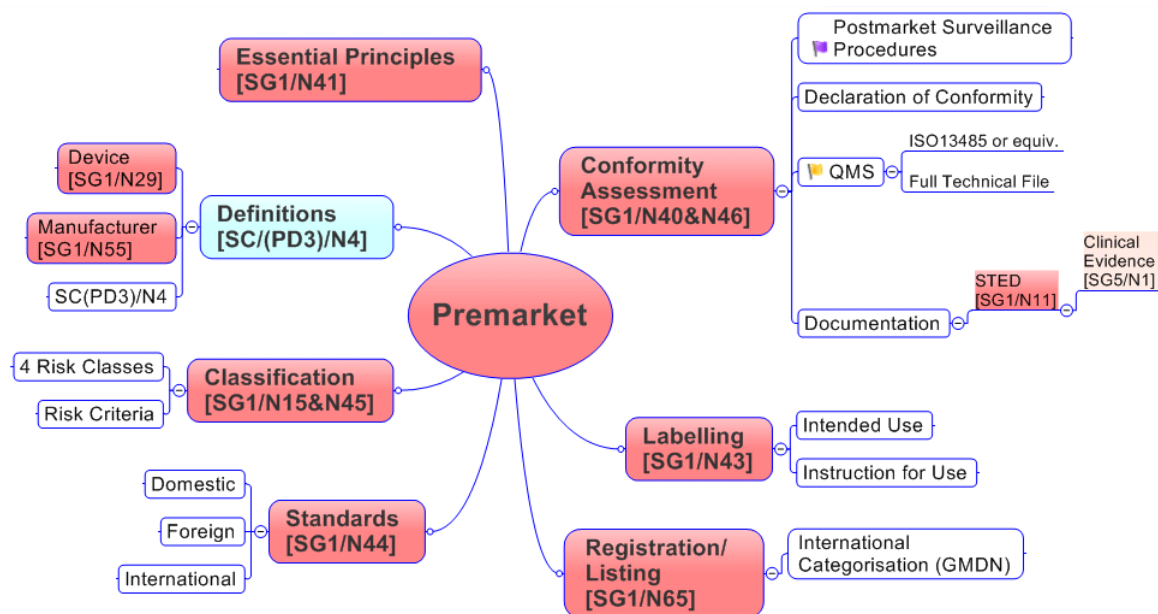 Essential Principles
[SG1/N41]
Device
[SG1/N29]
Manufacturer
[SG1/N55]
SC(PD3)/N4
Definitions
[SC/(PD3)/N4]
4 Risk Classes
Risk Criteria
Classification
[SG1/N15&N45]
Domestic
Foreign
International
Standards
[SG1/N44]
Premarket
Conformity
Assessment
[SG1/N40&N46]
Postmarket Surveillance
Procedures
Declaration of Conformity
QMS
ISO13485 or equiv.
Full Technical File
Documentation
STED
[SG1/N11]
Clinical
Evidence
[SG5/N1]
Labelling
[SG1/N43]
Intended Use
Instruction for Use
Registration/
Listing
[SG1/N65]
International
Categorisation (GMDN)